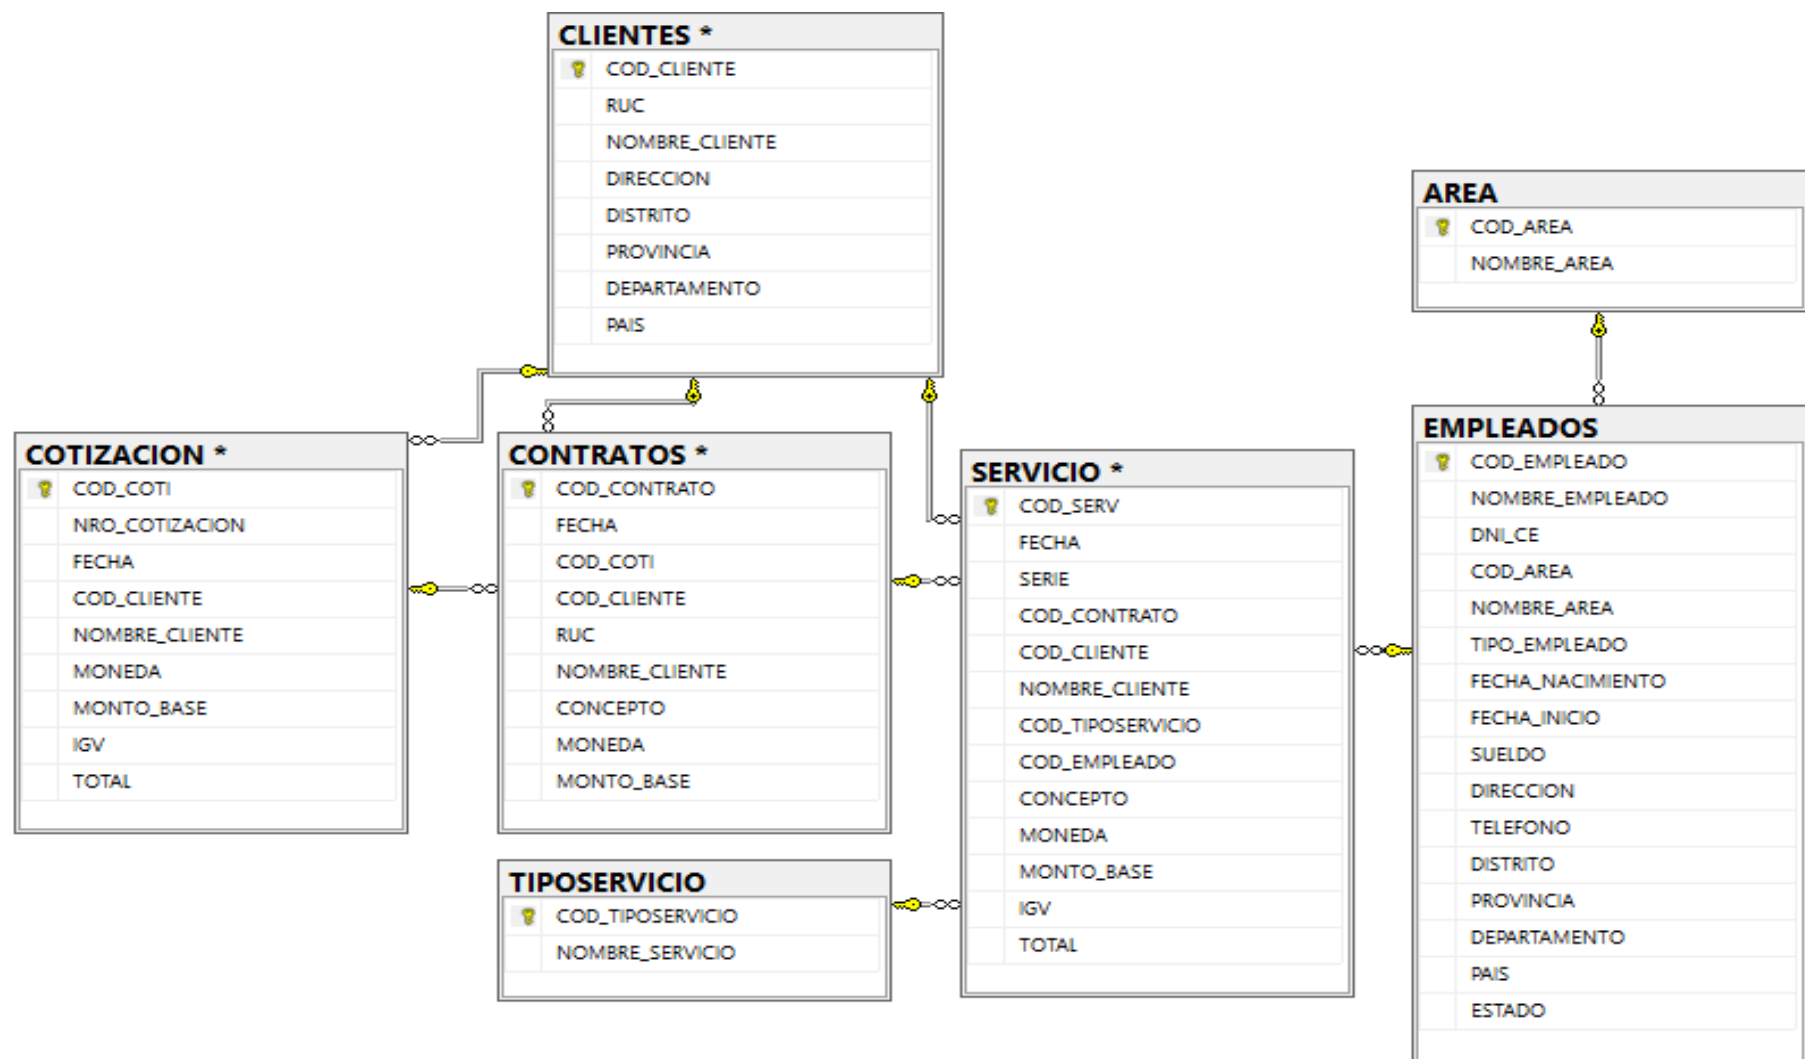 CLIENTES *
COD_CLIENTE
RUC
NOMBRE_CLIENTE
DIRECCION
DISTRITO
PROVINCIA
DEPARTAMENTO
PAIS
AREA
COD_AREA
NOMBRE_AREA
COTIZACION *
COD_COTI
NRO_COTIZACION
FECHA
COD_CLIENTE
NOMBRE_CLIENTE
MONEDA
MONTO_BASE
IGV
TOTAL
CONTRATOS *
COD_CONTRATO
FECHA
COD_COTI
COD_CLIENTE
RUC
NOMBRE_CLIENTE
CONCEPTO
MONEDA
MONTO_BASE
TIPOSERVICIO
COD_TIPOSERVICIO
NOMBRE_SERVICIO
SERVICIO *
COD_SERV
FECHA
SERIE
COD_CONTRATO
COD_CLIENTE
NOMBRE_CLIENTE
COD_TIPOSERVICIO
COD_EMPLEADO
CONCEPTO
MONEDA
MONTO_BASE
IGV
TOTAL
EMPLEADOS
COD_EMPLEADO
NOMBRE_EMPLEADO
DNI_CE
COD_AREA
NOMBRE_AREA
TIPO_EMPLEADO
FECHA_NACIMIENTO
FECHA_INICIO
SUELDO
DIRECCION
TELEFONO
DISTRITO
PROVINCIA
DEPARTAMENTO
PAIS
ESTADO